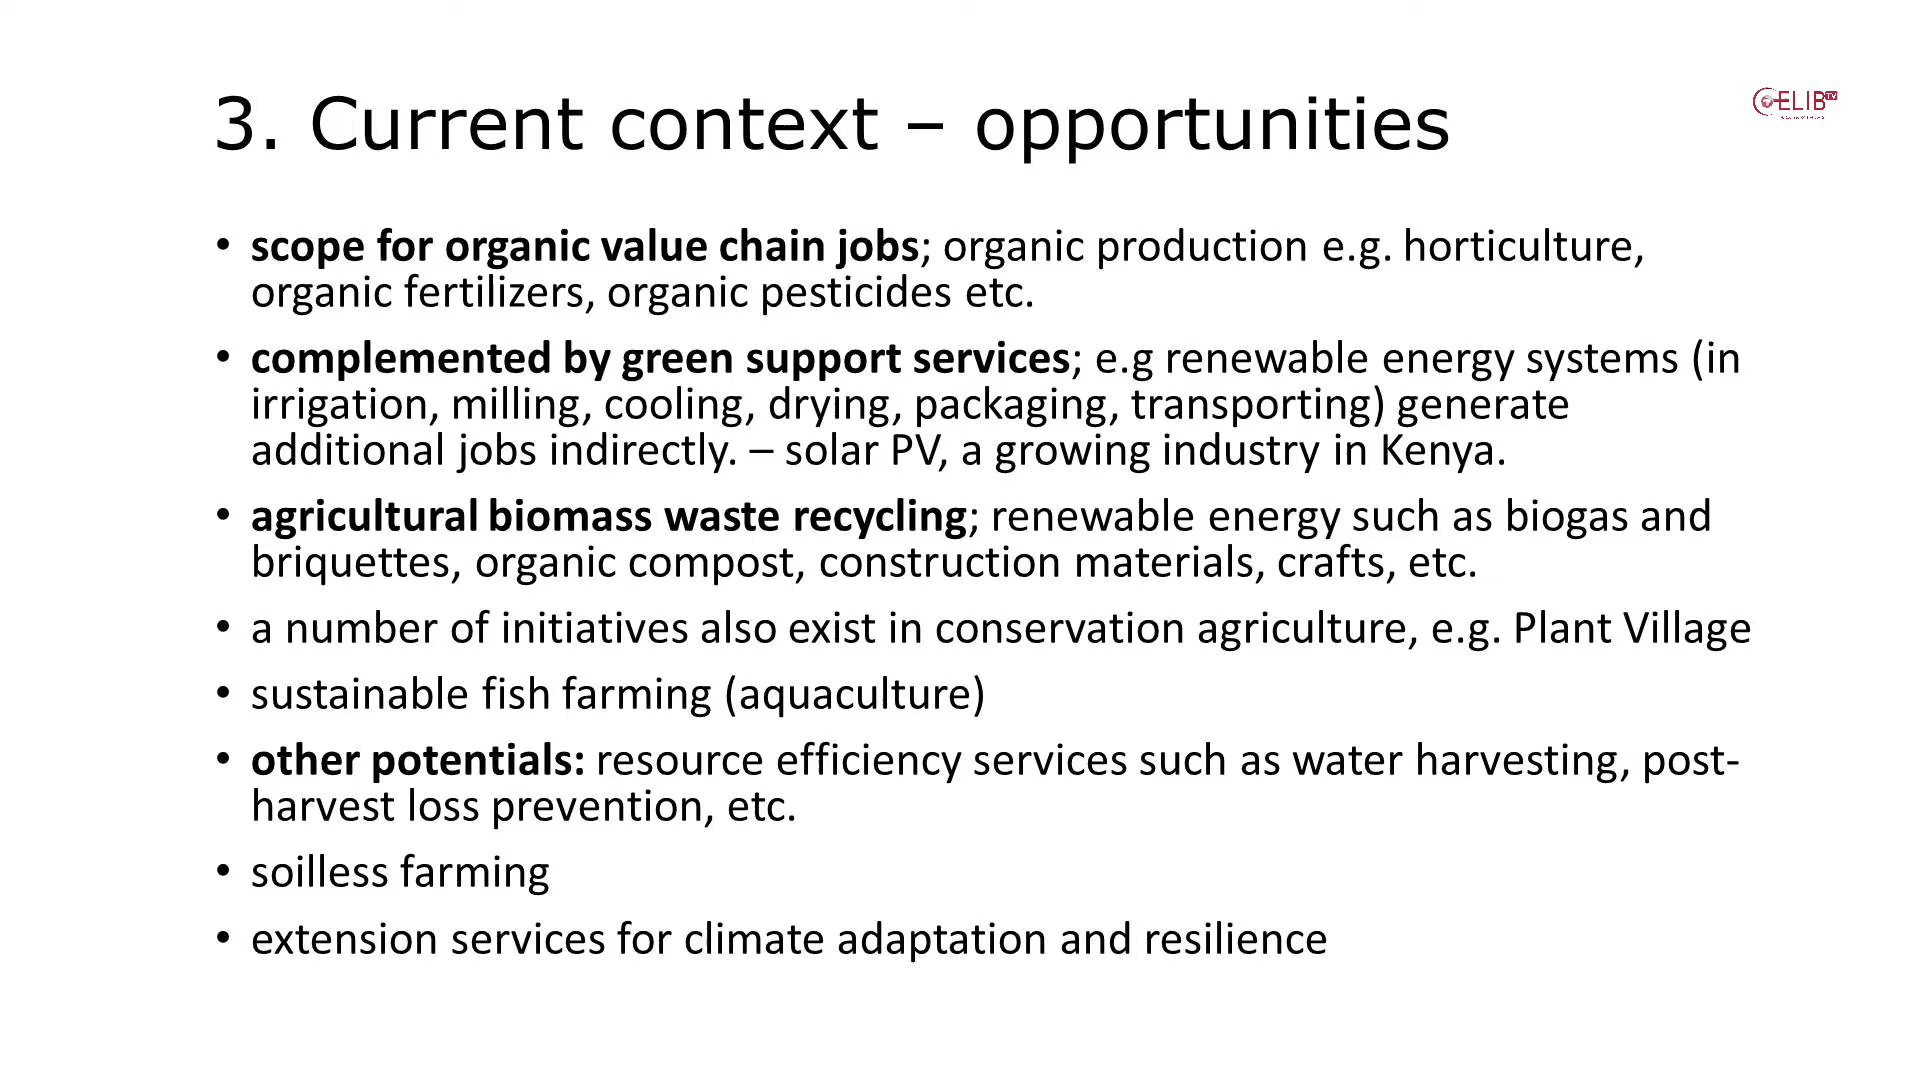 3. Current context – opportunities
ELIB TV
• scope for organic value chain jobs; organic production e.g. horticulture,
organic fertilizers, organic pesticides etc.
• complemented by green support services; e.g renewable energy systems (in
irrigation, milling, cooling, drying, packaging, transporting) generate
additional jobs indirectly. – solar PV, a growing industry in Kenya.
• agricultural biomass waste recycling; renewable energy such as biogas and
briquettes, organic compost, construction materials, crafts, etc.
• a number of initiatives also exist in conservation agriculture, e.g. Plant Village
• sustainable fish farming (aquaculture)
• other potentials: resource efficiency services such as water harvesting, post-
harvest loss prevention, etc.
• soilless farming
• extension services for climate adaptation and resilience